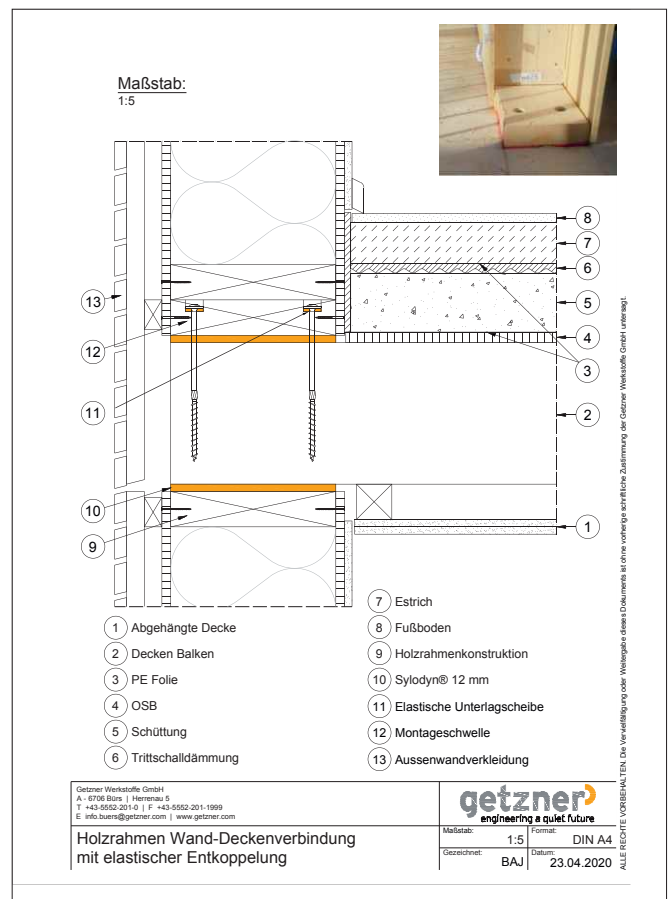 Maßstab:
1:5
8
7
6
5
4
3
2
1
13
12
11
10
9
1 Abgehängte Decke
2 Decken Balken
3 PE Folie
4 OSB
5 Schüttung
6 Trittschalldämmung
7 Estrich
8 Fußboden
9 Holzrahmenkonstruktion
10 Sylodyn® 12 mm
11 Elastische Unterlagscheibe
12 Montageschwelle
13 Aussenwandverkleidung
ALLE RECHTE VORBEHALTEN. Die Vervielfältigung oder Weitergabe dieses Dokuments ist ohne vorherige schriftliche Zustimmung der Getzner Werkstoffe GmbH untersagt.
Getzner Werkstoffe GmbH
A - 6706 Bürs | Herrenau 5
T +43-5552-201-0 | F +43-5552-201-1999
E info.buers@getzner.com | www.getzner.com
getzner
engineering a quiet future
Holzrahmen Wand-Deckenverbindung
mit elastischer Entkoppelung
Maßstab: 1:5
Format: DIN A4
Gezeichnet: BAJ
Datum: 23.04.2020